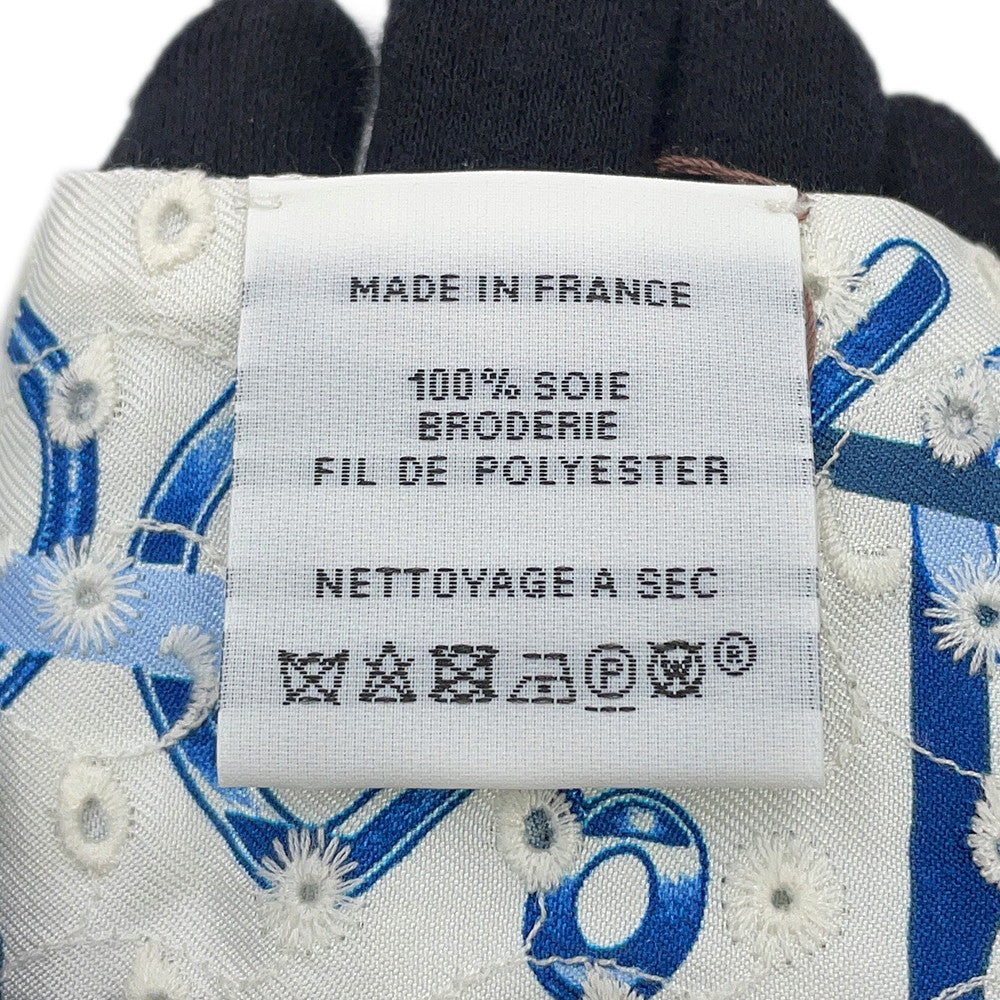 MADE IN FRANCE
100% SOIE
BRODERIE
FIL DE POLYESTER
NETTOYAGE A SEC
P W ®